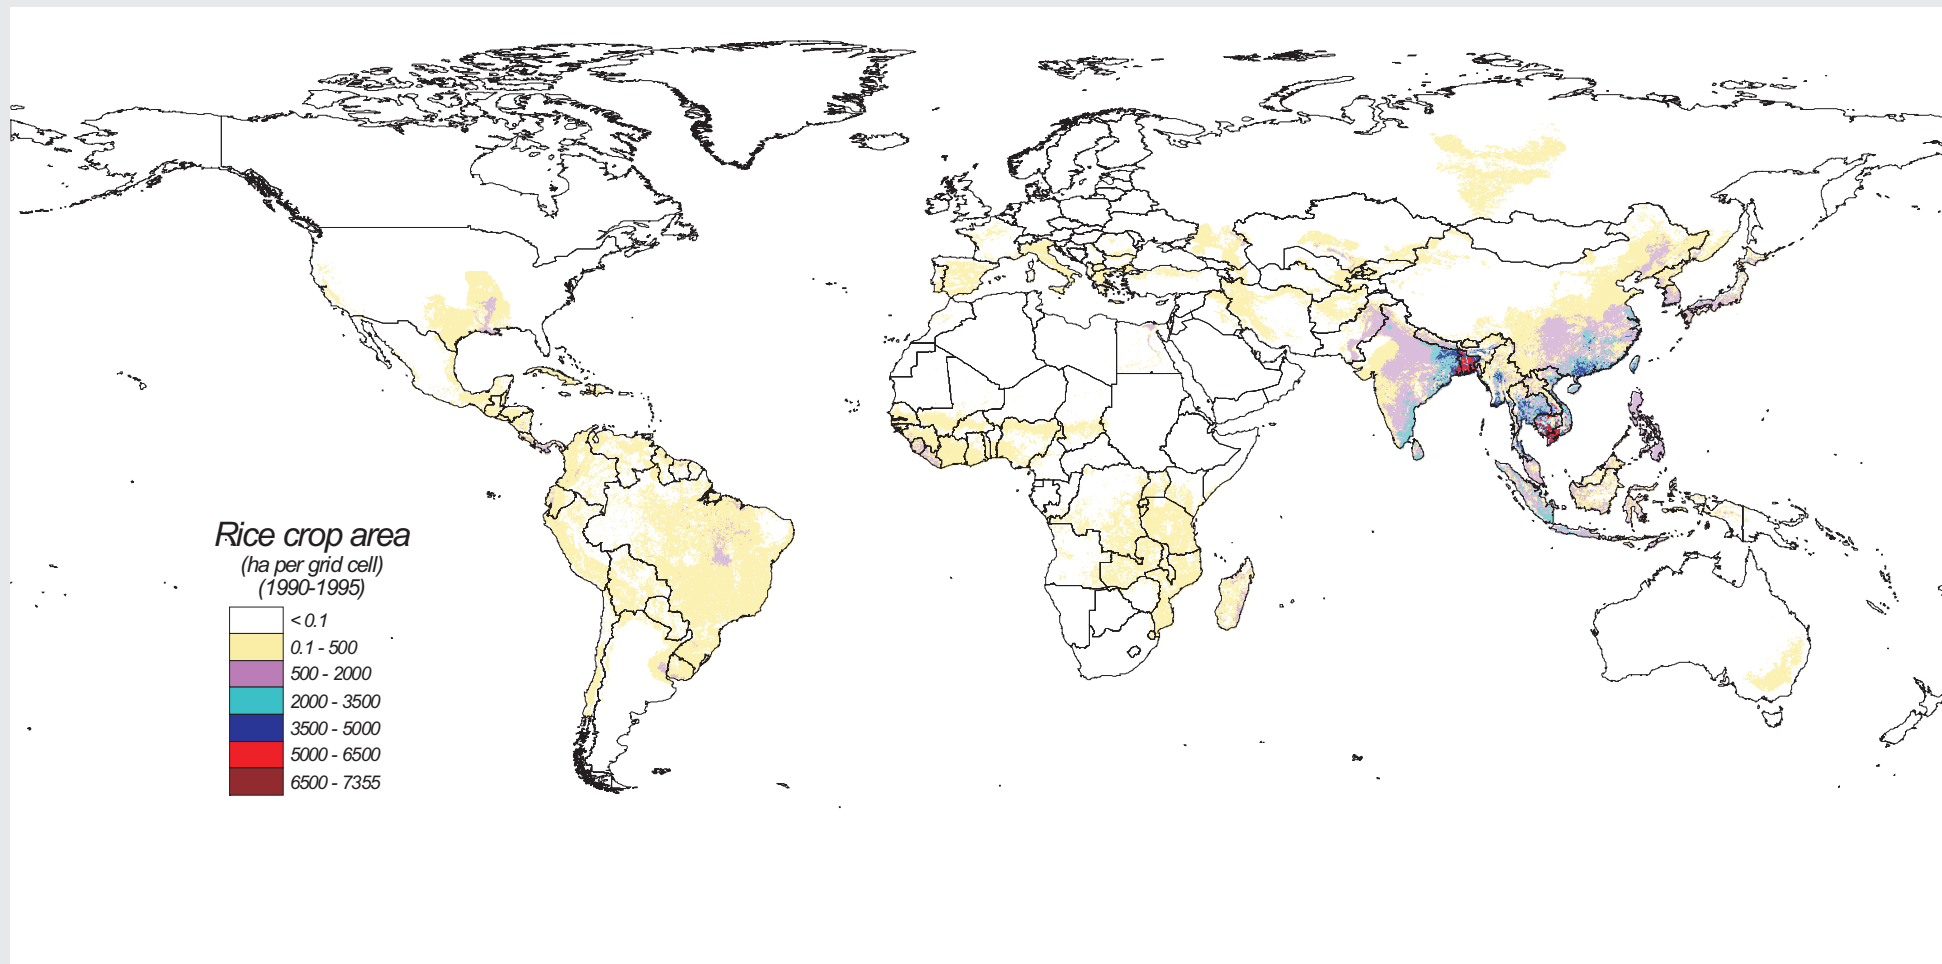 Rice crop area
(ha per grid cell)
(1990-1995)
< 0.1
0.1 - 500
500 - 2000
2000 - 3500
3500 - 5000
5000 - 6500
6500 - 7355